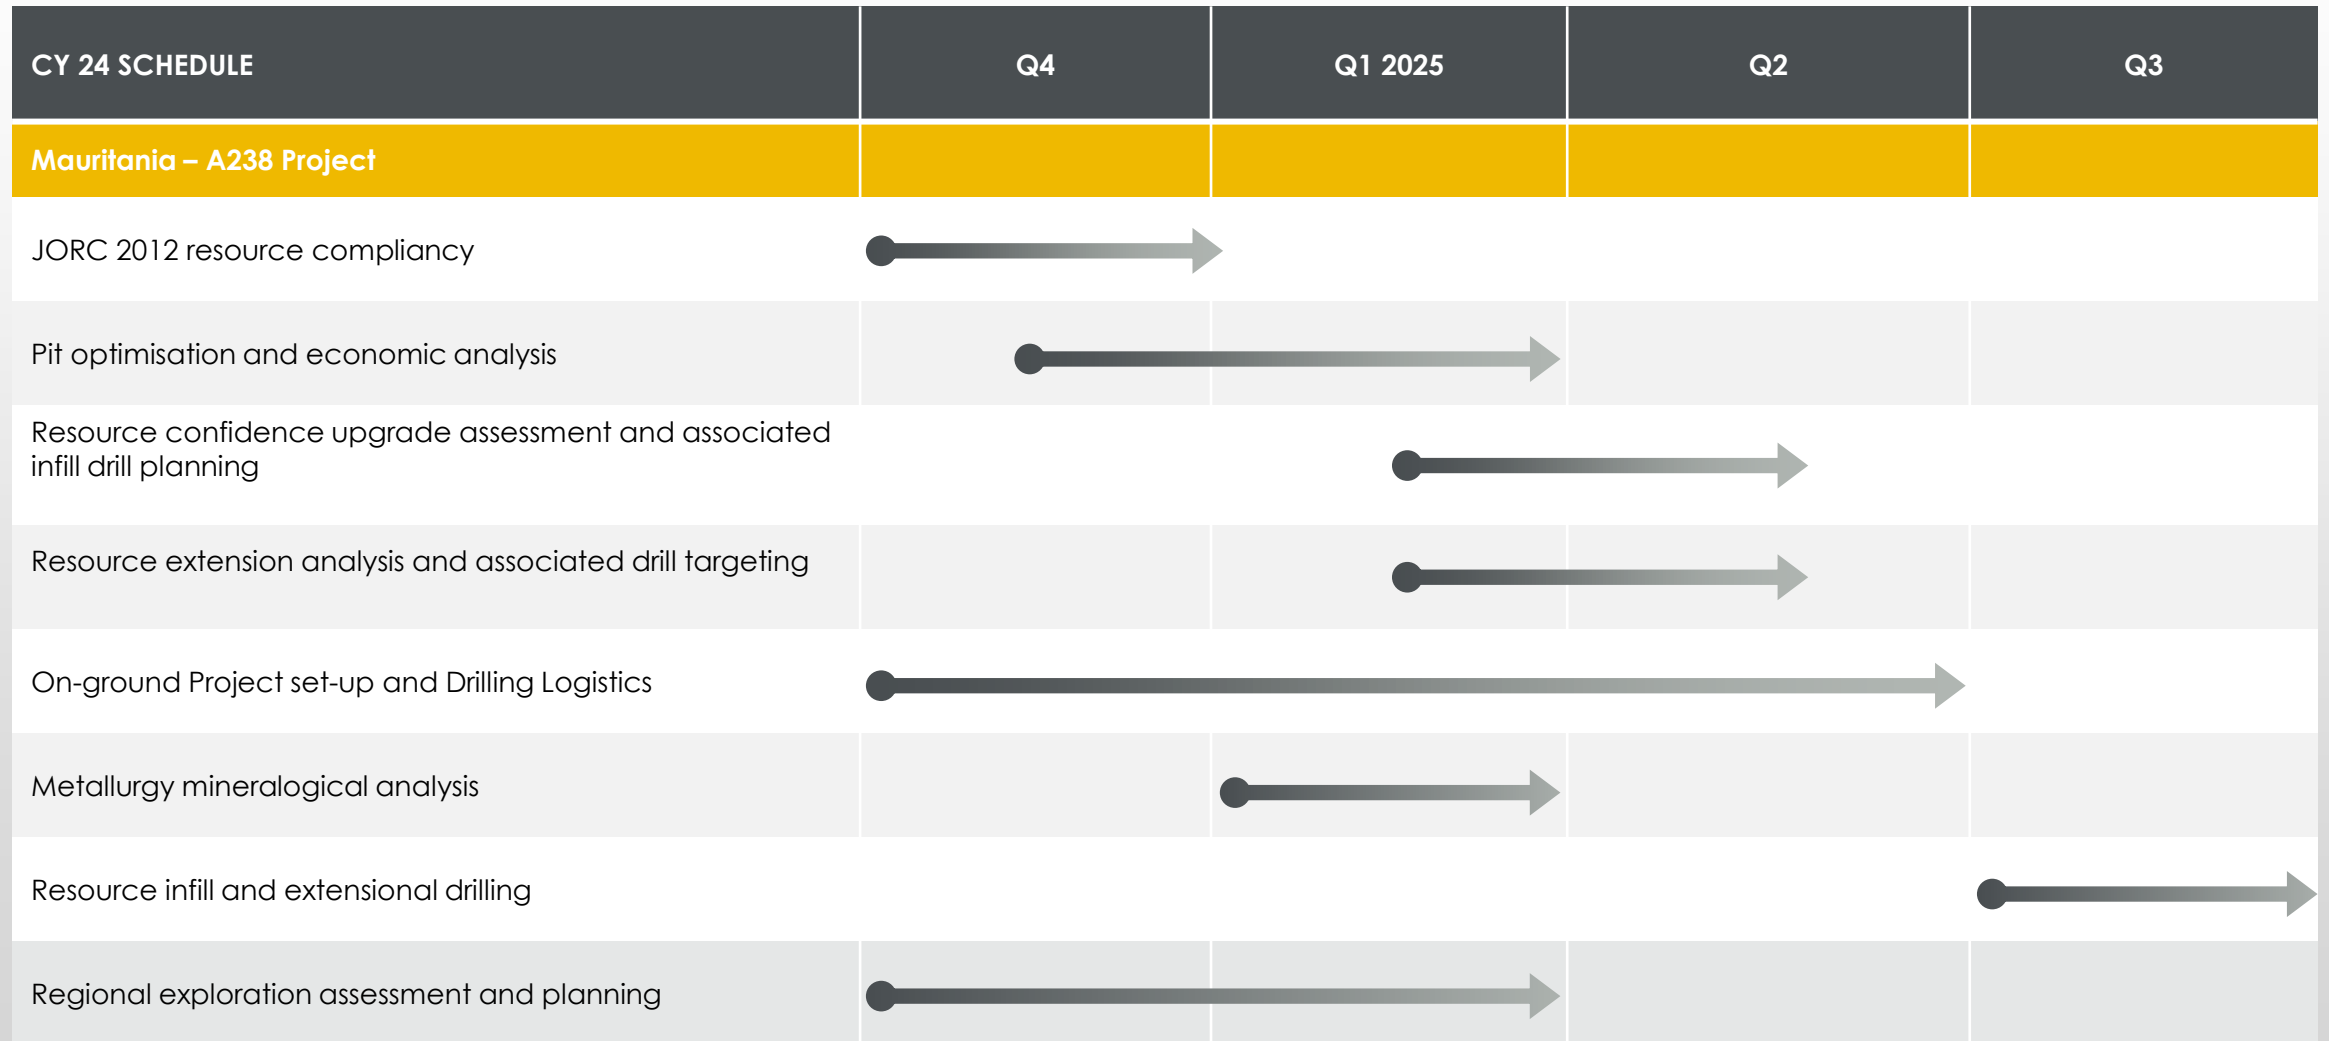 CY 24 SCHEDULE Q4 Q1 2025 Q2 Q3
Mauritania – A238 Project
JORC 2012 resource compliancy
Pit optimisation and economic analysis
Resource confidence upgrade assessment and associated
infill drill planning
Resource extension analysis and associated drill targeting
On-ground Project set-up and Drilling Logistics
Metallurgy mineralogical analysis
Resource infill and extensional drilling
Regional exploration assessment and planning